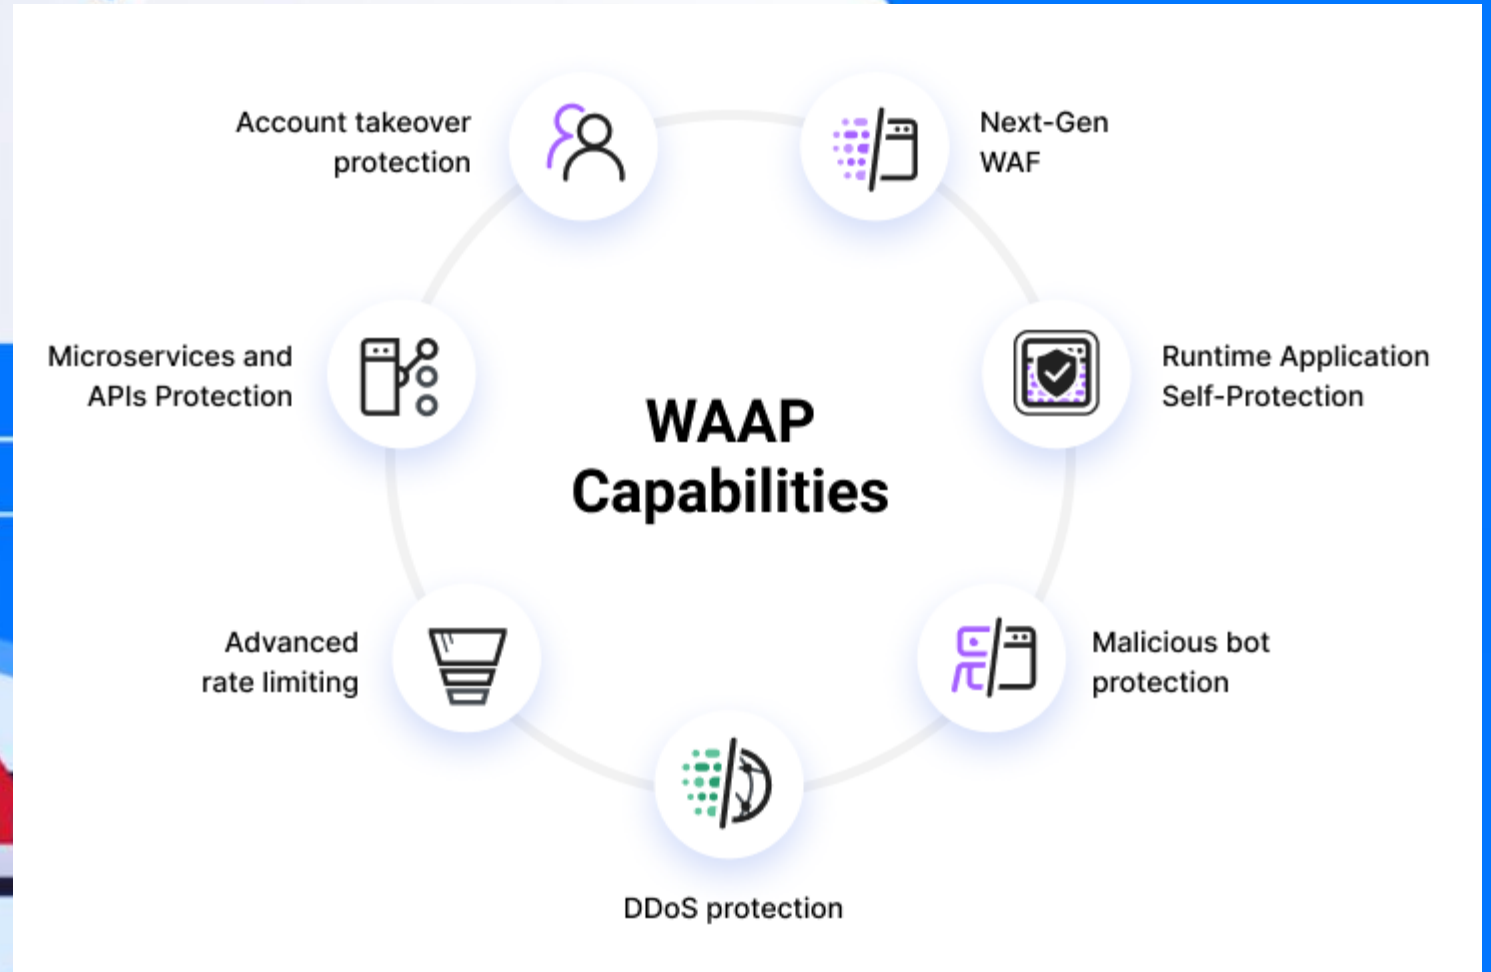 Account takeover
protection
Next-Gen
WAF
Microservices and
APIs Protection
Runtime Application
Self-Protection
WAAP
Capabilities
Advanced
rate limiting
Malicious bot
protection
DDoS protection